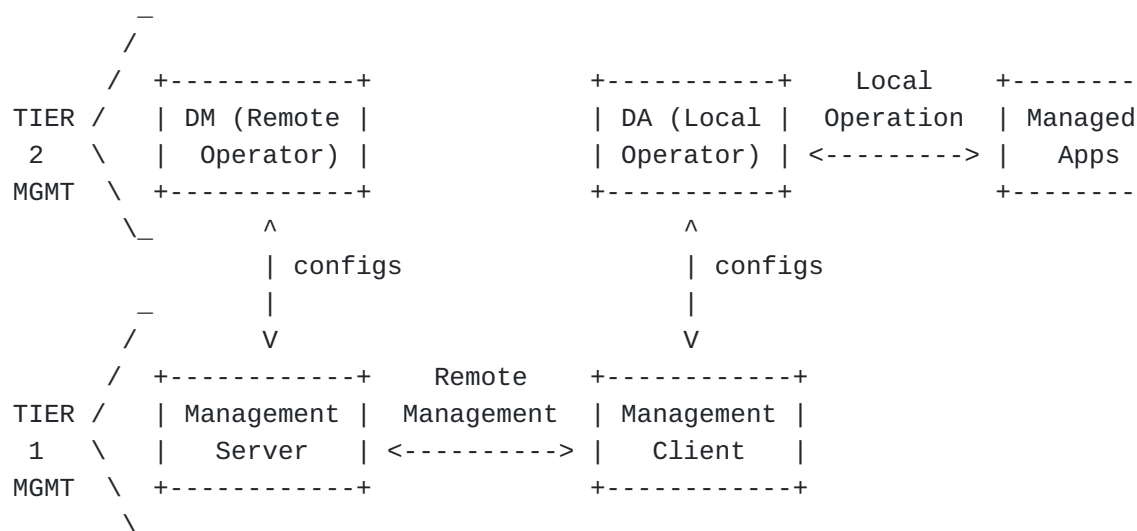 _
             /
            /  +------------+              +-----------+    Local    +--------
TIER /    | DM (Remote |              | DA (Local |  Operation  | Managed
 2   \    |  Operator) |              | Operator) | <---------> |   Apps
MGMT  \  +------------+              +-----------+             +--------
       \_       ^                          ^
                | configs                  | configs
        _       |                          |
       /        V                          V
      /  +------------+    Remote    +------------+
TIER /   | Management |  Management  | Management |
 1   \   |   Server   | <----------> |   Client   |
MGMT  \  +------------+              +------------+
       \